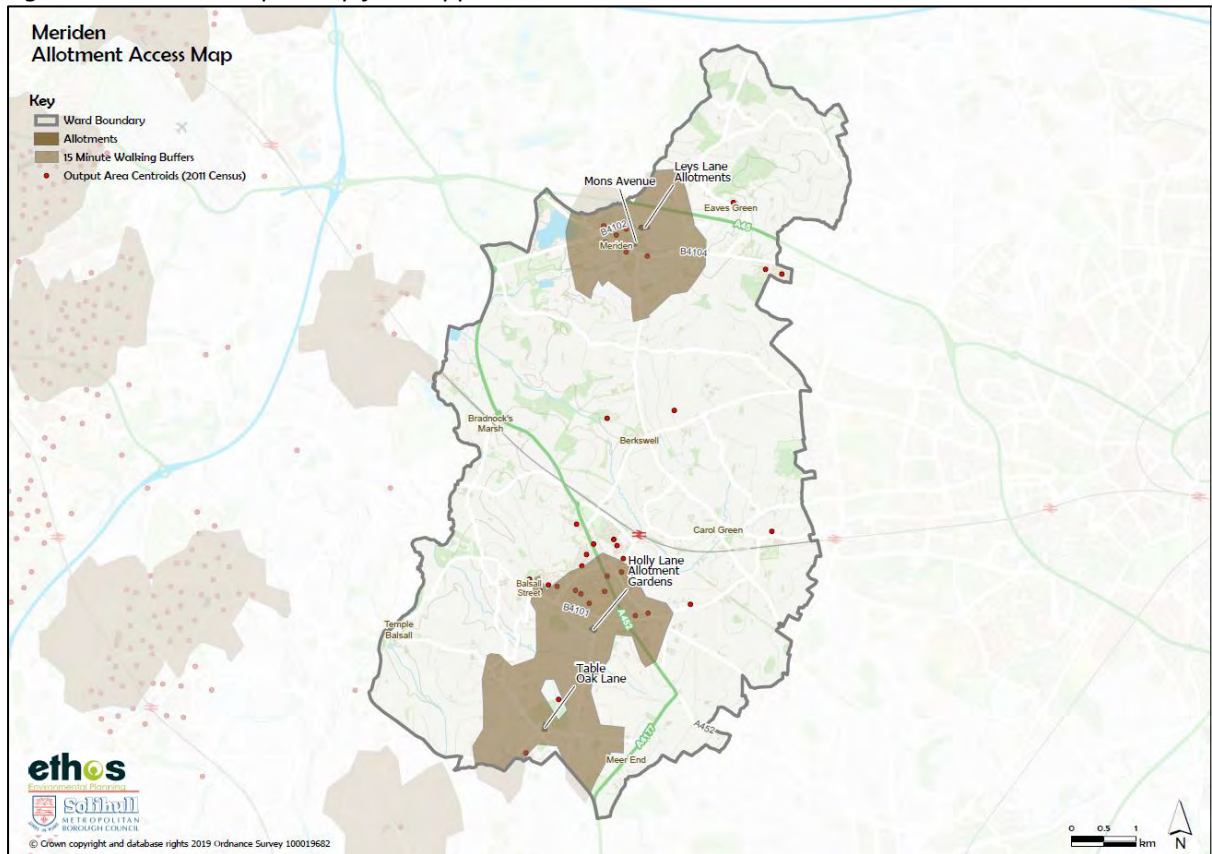 Meriden
Allotment Access Map
Key
Ward Boundary
Allotments
15 Minute Walking Buffers
Output Area Centroids (2011 Census)
Leys Lane
Allotments
Mons Avenue
Eaves Green
B4102
A45
Meriden
B4104
Bradnock's
Marsh
Berkswell
Carol Green
Holly Lane
Allotment
Gardens
Balsall
Street
B4101
A452
Temple
Balsall
Table
Oak Lane
A452
A4177
Meer End
ethos
Environmental Planning
Solihull
METROPOLITAN
BOROUGH COUNCIL
© Crown copyright and database rights 2019 Ordnance Survey 100019682
0 0.5 1
km
N